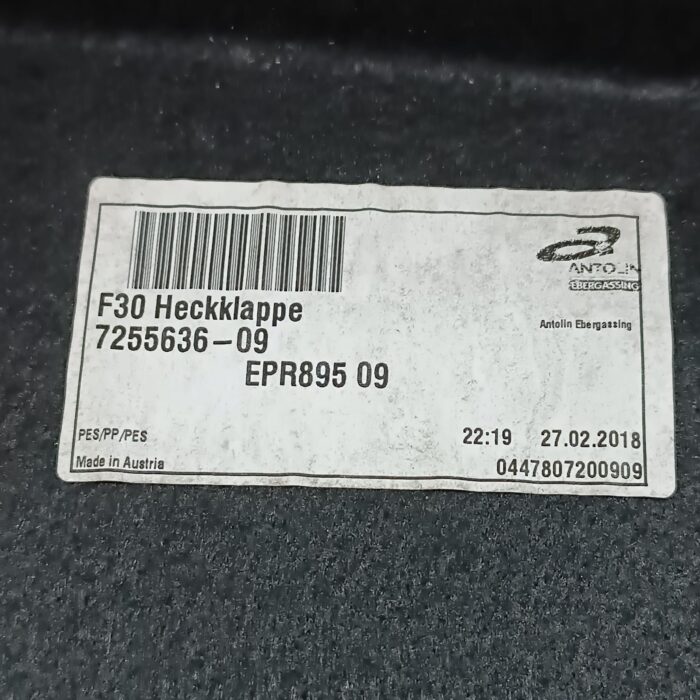 ANTOLIN
EBERGASSING
F30 Heckklappe
Antolin Ebergassing
7255636-09
EPR895 09
PES/PP/PES
22:19 27.02.2018
Made in Austria
0447807200909